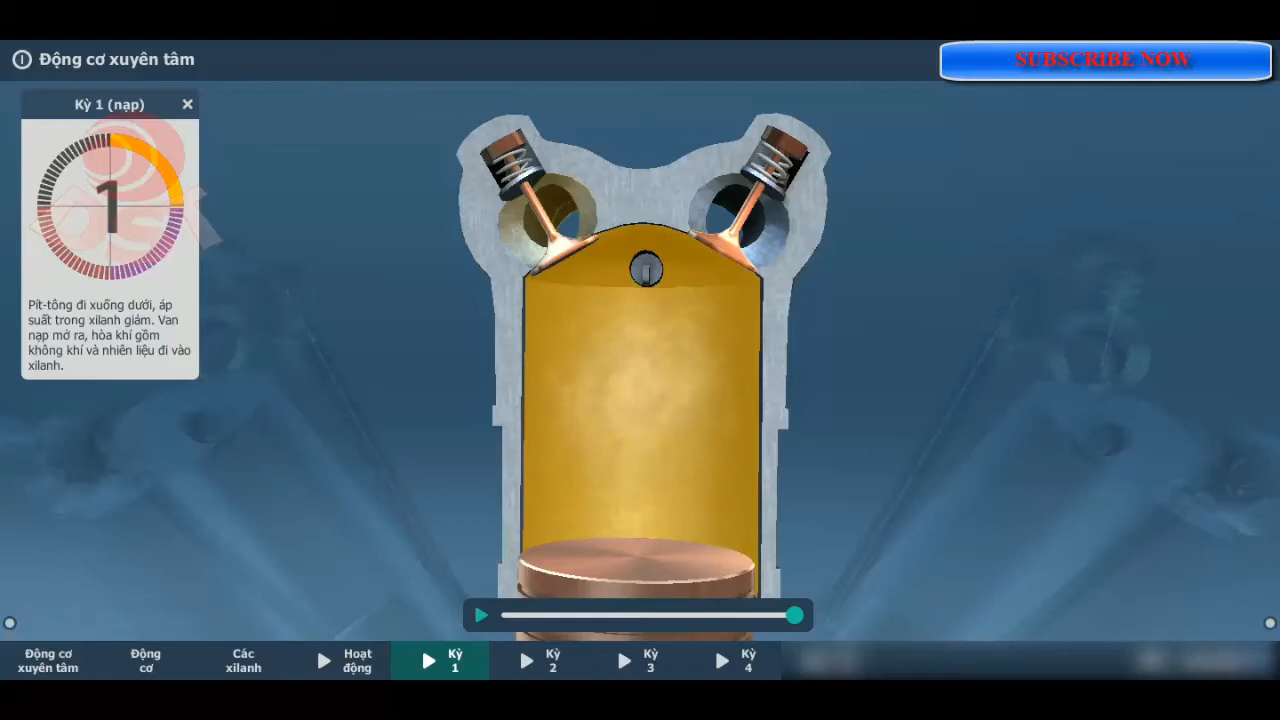 Động cơ xuyên tâm
SUBSCRIBE NOW
Kỳ 1 (nạp)
1
Pít-tông đi xuống dưới, áp
suất trong xilanh giảm. Van
nạp mở ra, hòa khí gồm
không khí và nhiên liệu đi vào
xilanh.
Động cơ
xuyên tâm
Động
cơ
Các
xilanh
Hoạt
động
Kỳ
1
Kỳ
2
Kỳ
3
Kỳ
4